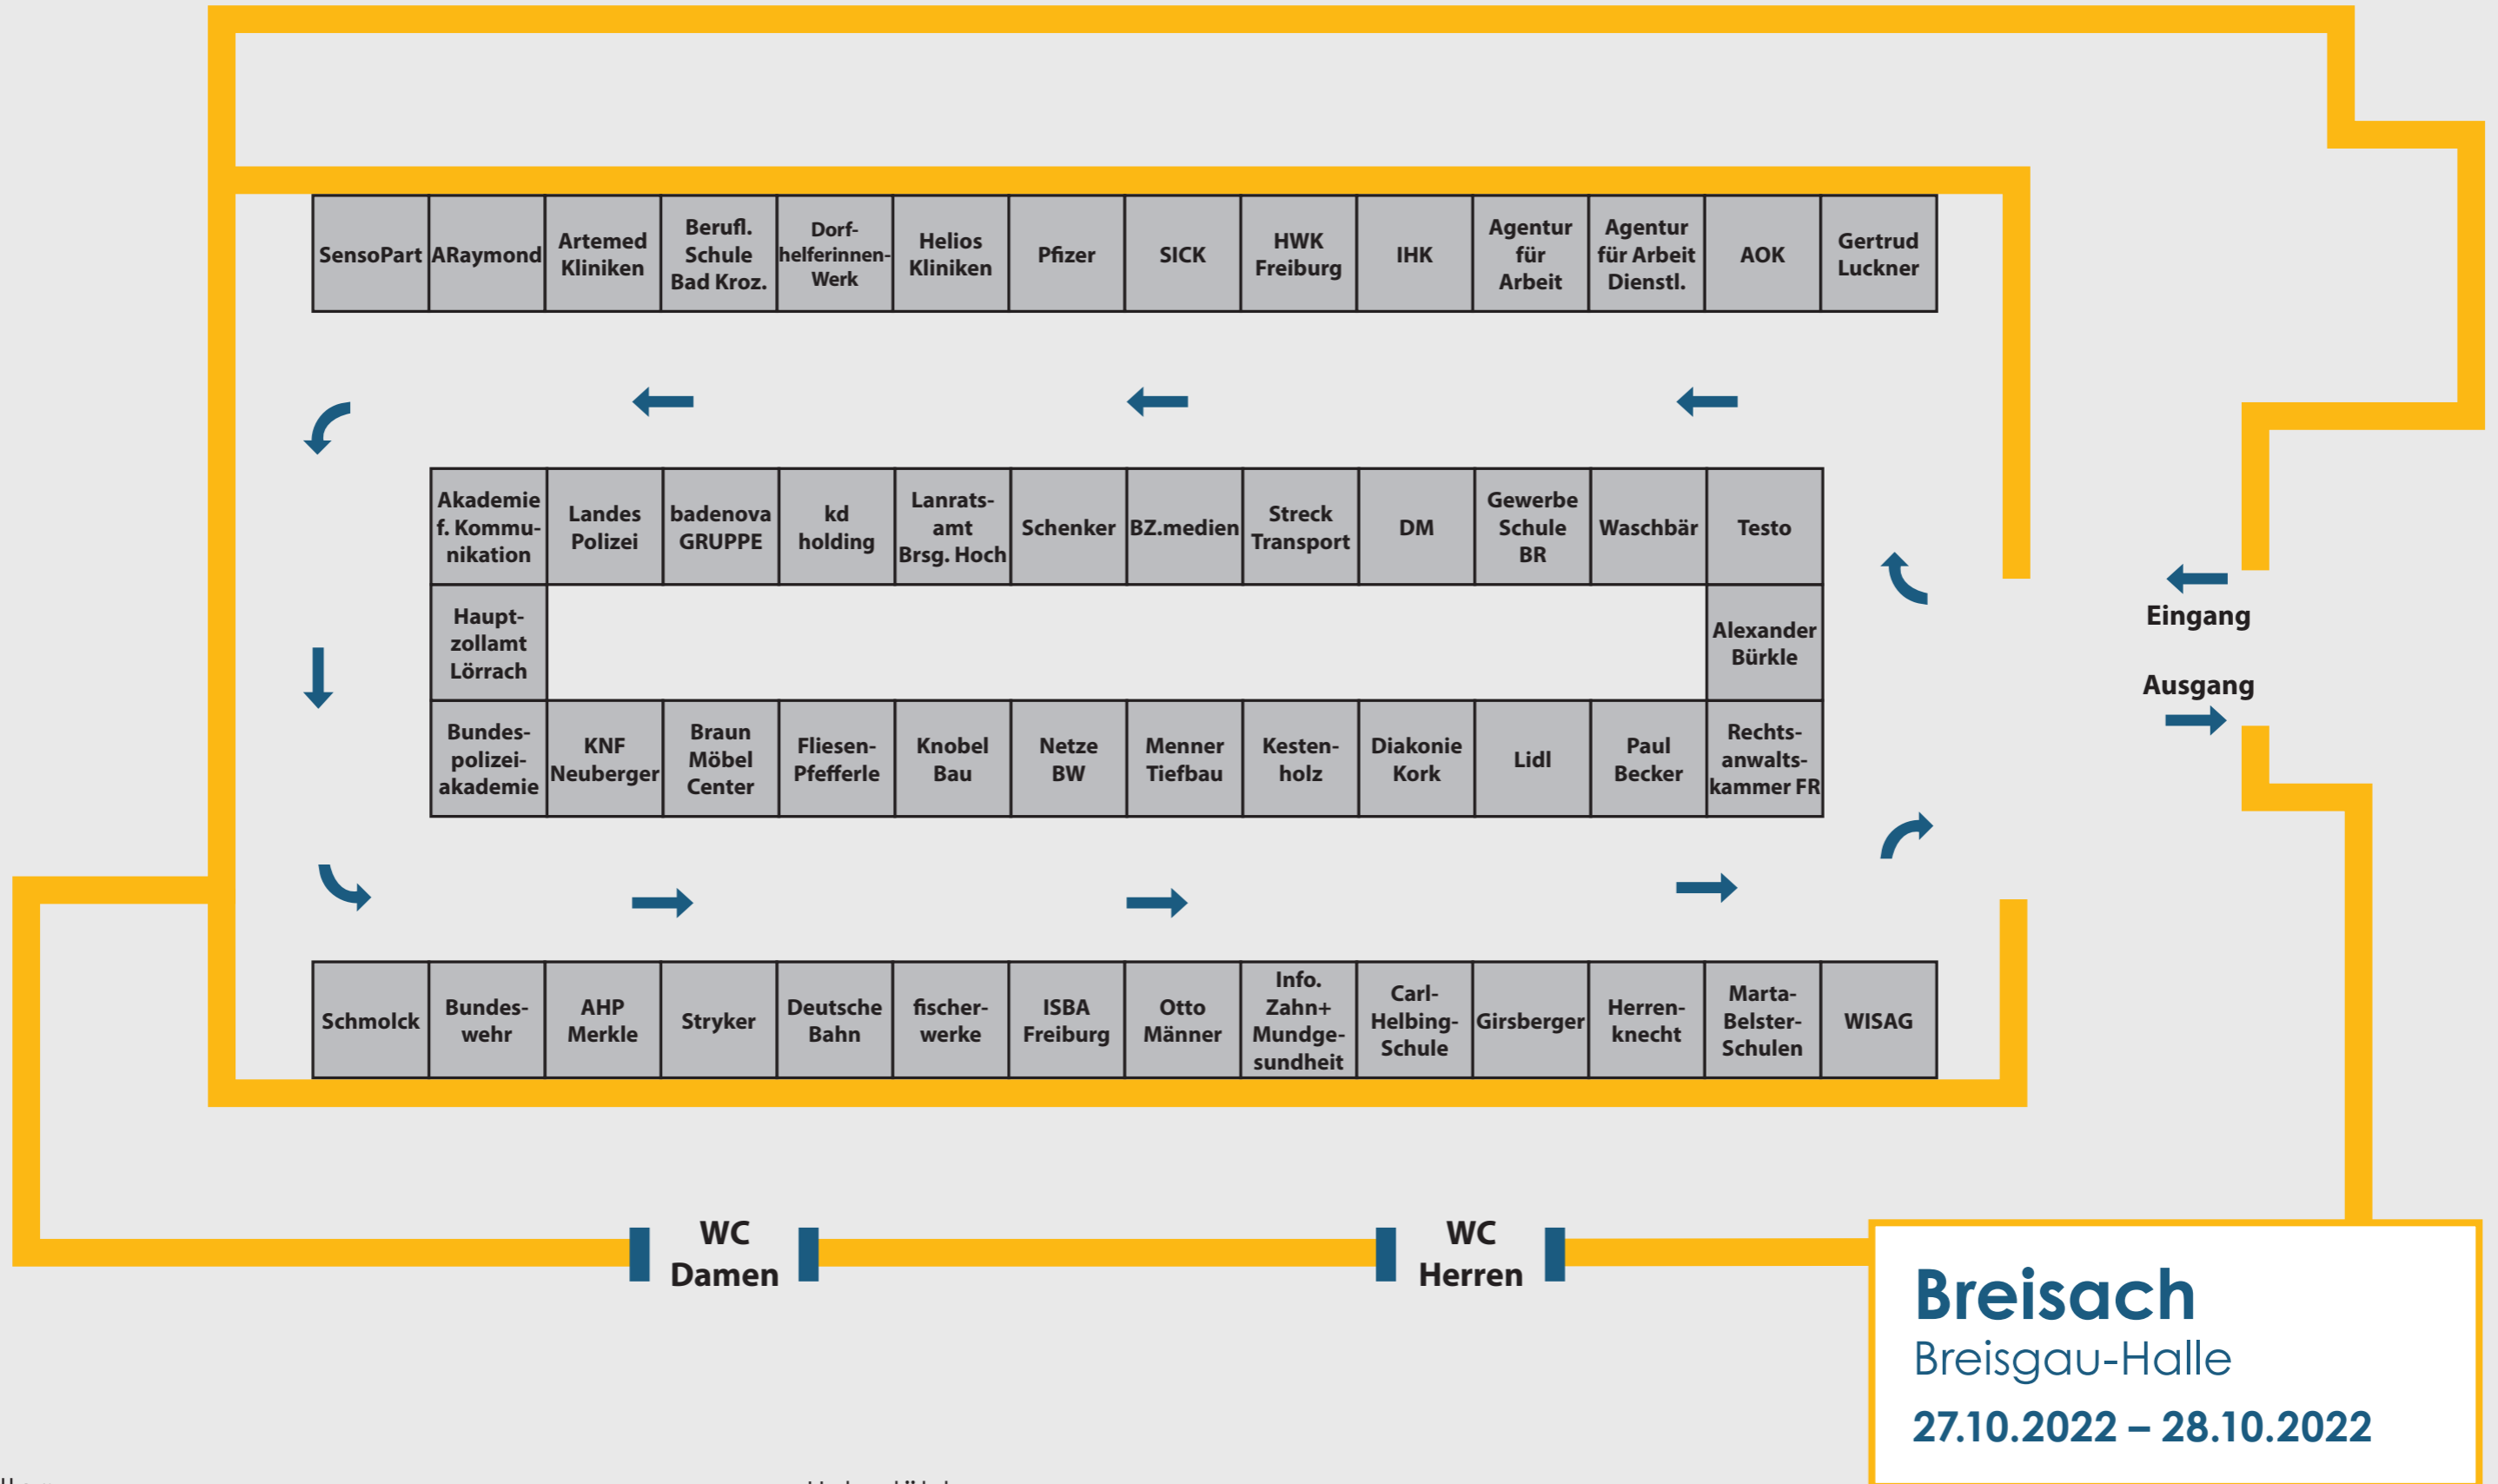 SensoPart
ARaymond
Artemed
Kliniken
Berufl.
Schule
Bad Kroz.
Dorf-
helferinnen-
Werk
Helios
Kliniken
Pfizer
SICK
HWK
Freiburg
IHK
Agentur
für
Arbeit
Agentur
für Arbeit
Dienstl.
AOK
Gertrud
Luckner
Akademie
f. Kommu-
nikation
Landes
Polizei
badenova
GRUPPE
kd
holding
Lanrats-
amt
Brsg. Hoch
Schenker
BZ.medien
Streck
Transport
DM
Gewerbe
Schule
BR
Waschbär
Testo
Haupt-
zollamt
Lörrach
Alexander
Bürkle
Eingang
Ausgang
Bundes-
polizei-
akademie
KNF
Neuberger
Braun
Möbel
Center
Fliesen-
Pfefferle
Knobel
Bau
Netze
BW
Menner
Tiefbau
Kesten-
holz
Diakonie
Kork
Lidl
Paul
Becker
Rechts-
anwalts-
kammer FR
Schmolck
Bundes-
wehr
AHP
Merkle
Stryker
Deutsche
Bahn
fischer-
werke
ISBA
Freiburg
Otto
Männer
Info.
Zahn+
Mundge-
sundheit
Carl-
Helbing-
Schule
Girsberger
Herren-
knecht
Marta-
Belster-
Schulen
WISAG
WC
Damen
WC
Herren
Breisach
Breisgau-Halle
27.10.2022 – 28.10.2022